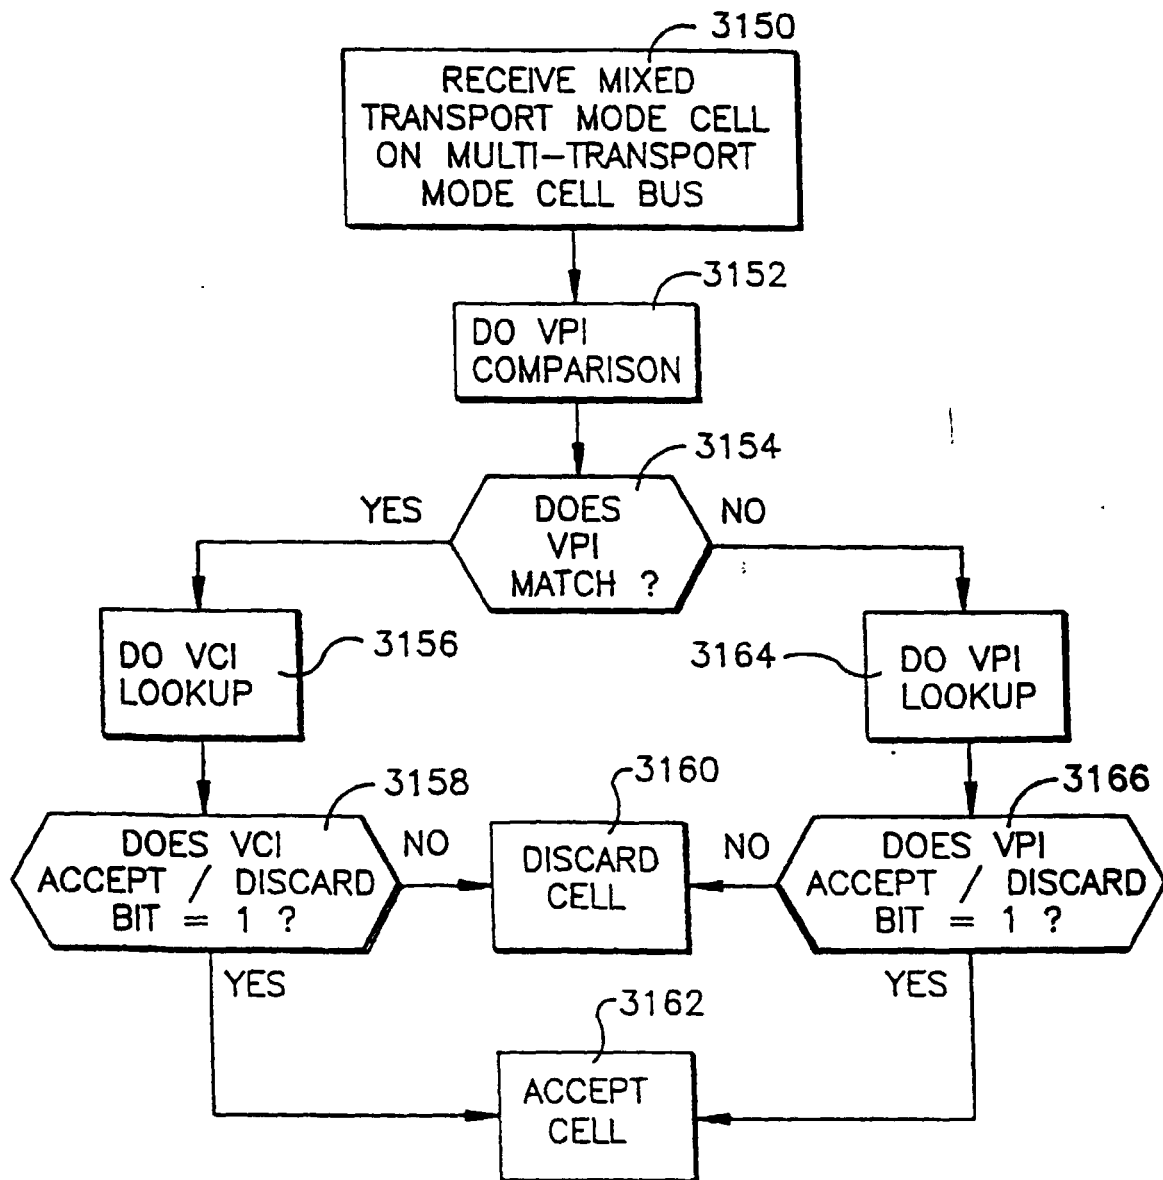 3150
RECEIVE MIXED
TRANSPORT MODE CELL
ON MULTI-TRANSPORT
MODE CELL BUS
3152
DO VPI
COMPARISON
3154
YES
DOES
VPI
MATCH ?
NO
DO VCI
LOOKUP
3156
3164
DO VPI
LOOKUP
3158
DOES VCI
ACCEPT / DISCARD
BIT = 1 ?
NO
YES
3160
DISCARD
CELL
3166
NO
DOES VPI
ACCEPT / DISCARD
BIT = 1 ?
YES
3162
ACCEPT
CELL